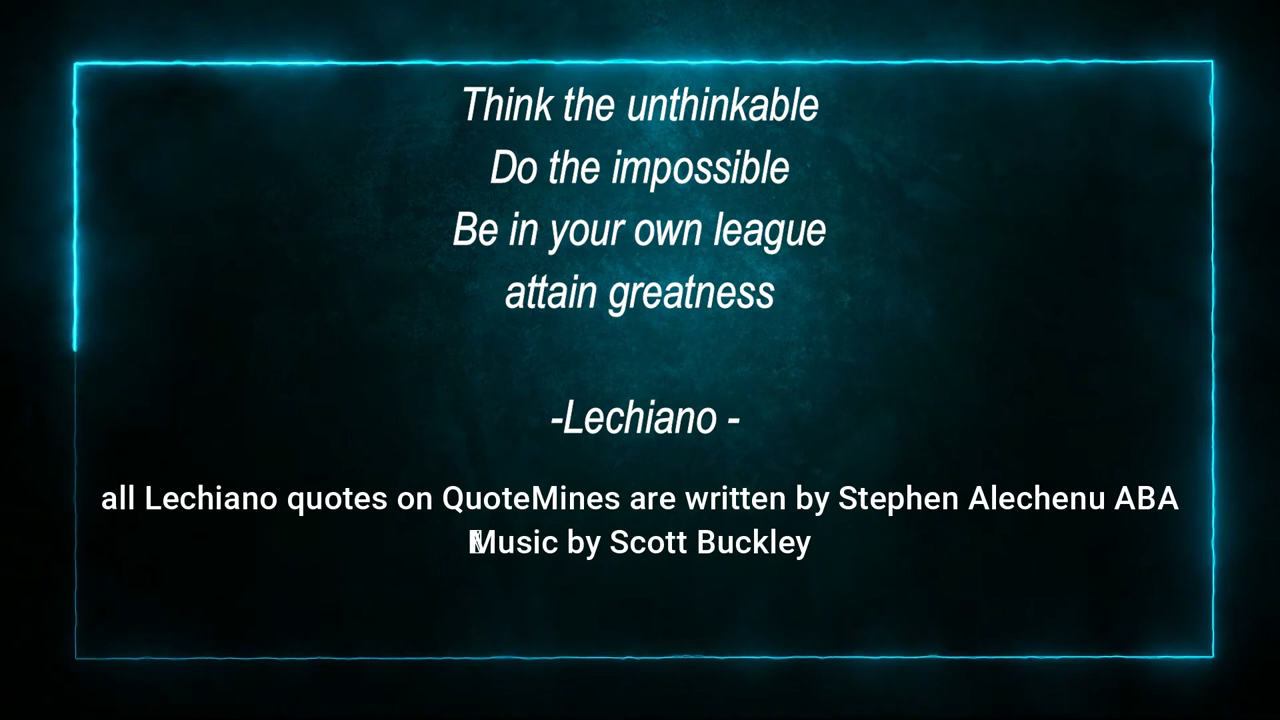 Think the unthinkable
Do the impossible
Be in your own league
attain greatness
-Lechiano -
all Lechiano quotes on QuoteMines are written by Stephen Alechenu ABA
Music by Scott Buckley